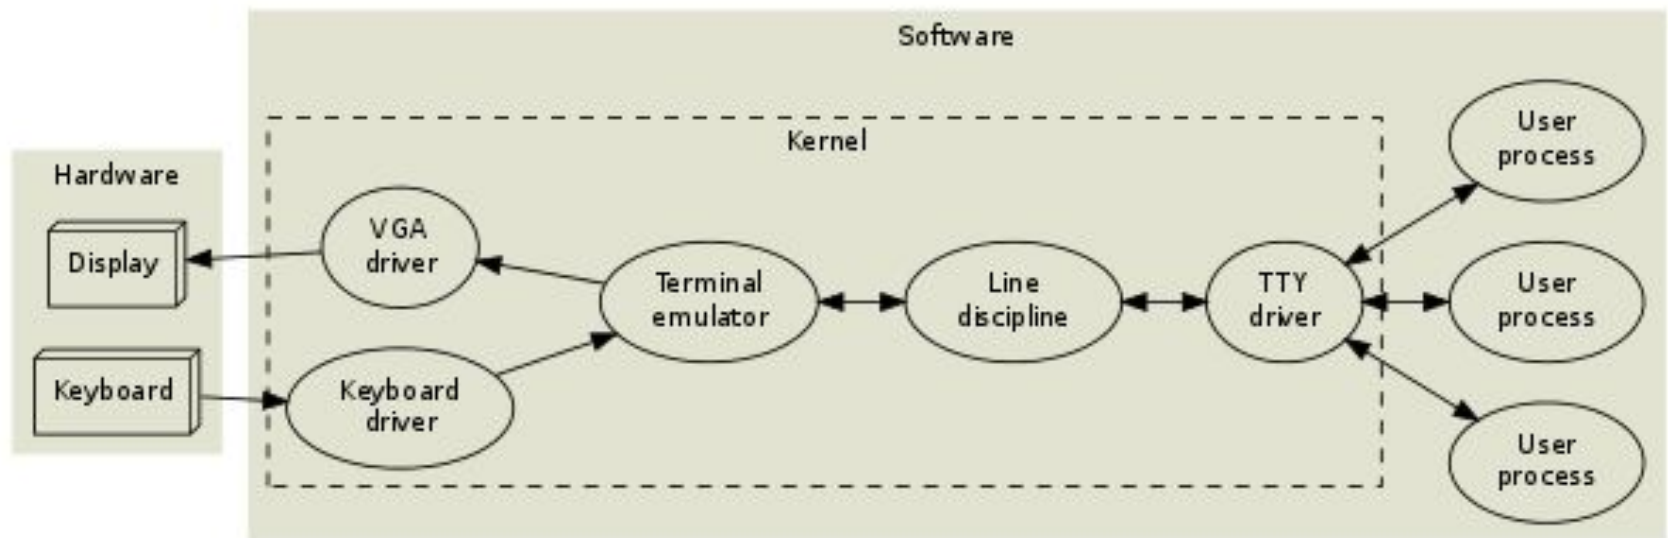 Software
Kernel
Hardware
Display
Keyboard
VGA
driver
Keyboard
driver
Terminal
emulator
Line
discipline
TTY
driver
User
process
User
process
User
process